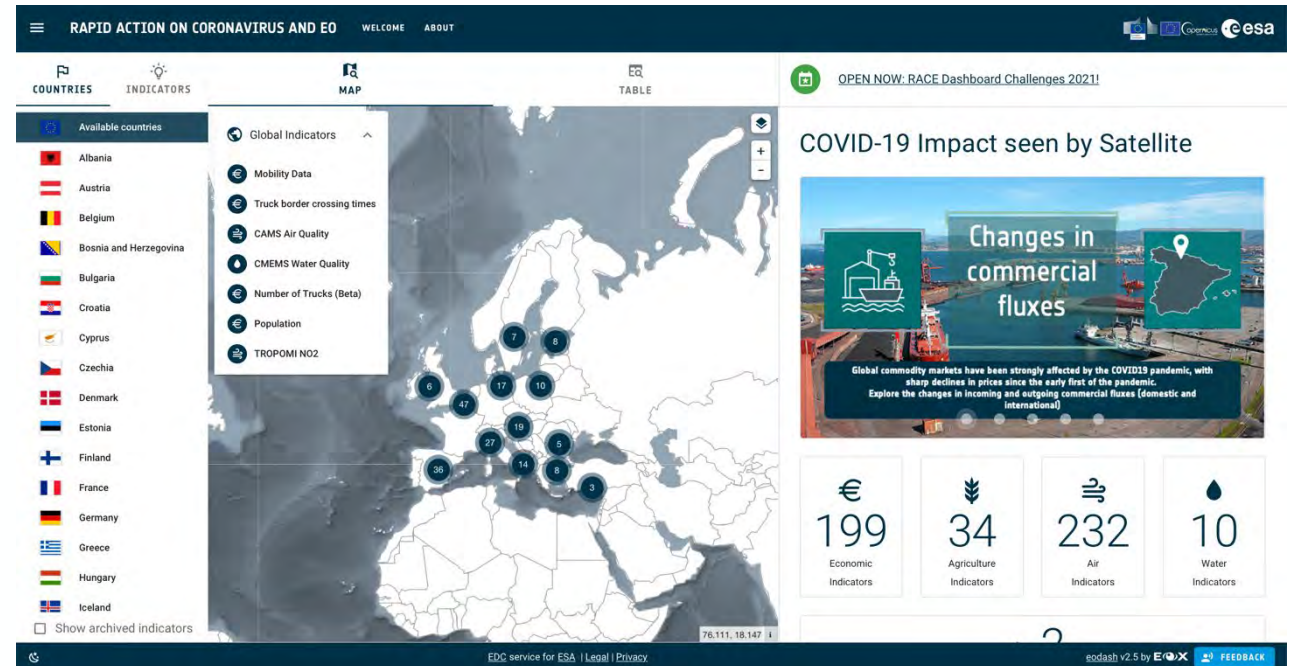 RAPID ACTION ON CORONAVIRUS AND EO
WELCOME
ABOUT
Copernicus
esa
COUNTRIES
INDICATORS
MAP
TABLE
OPEN NOW: RACE Dashboard Challenges 2021!
Available countries
Albania
Austria
Belgium
Bosnia and Herzegovina
Bulgaria
Croatia
Cyprus
Czechia
Denmark
Estonia
Finland
France
Germany
Greece
Hungary
Iceland
Show archived indicators
Global Indicators
Mobility Data
Truck border crossing times
CAMS Air Quality
CMEMS Water Quality
Number of Trucks (Beta)
Population
TROPOMI NO2
+
-
7
8
6
17
10
47
19
27
5
36
14
8
3
76.111, 18.147
COVID-19 Impact seen by Satellite
Changes in
commercial
fluxes
Global commodity markets have been strongly affected by the COVID19 pandemic, with
sharp declines in prices since the early first of the pandemic.
Explore the changes in incoming and outgoing commercial fluxes (domestic and
international)
199
Economic
Indicators
34
Agriculture
Indicators
232
Air
Indicators
10
Water
Indicators
EDC service for ESA | Legal | Privacy
eodash v2.5 by EOX
FEEDBACK